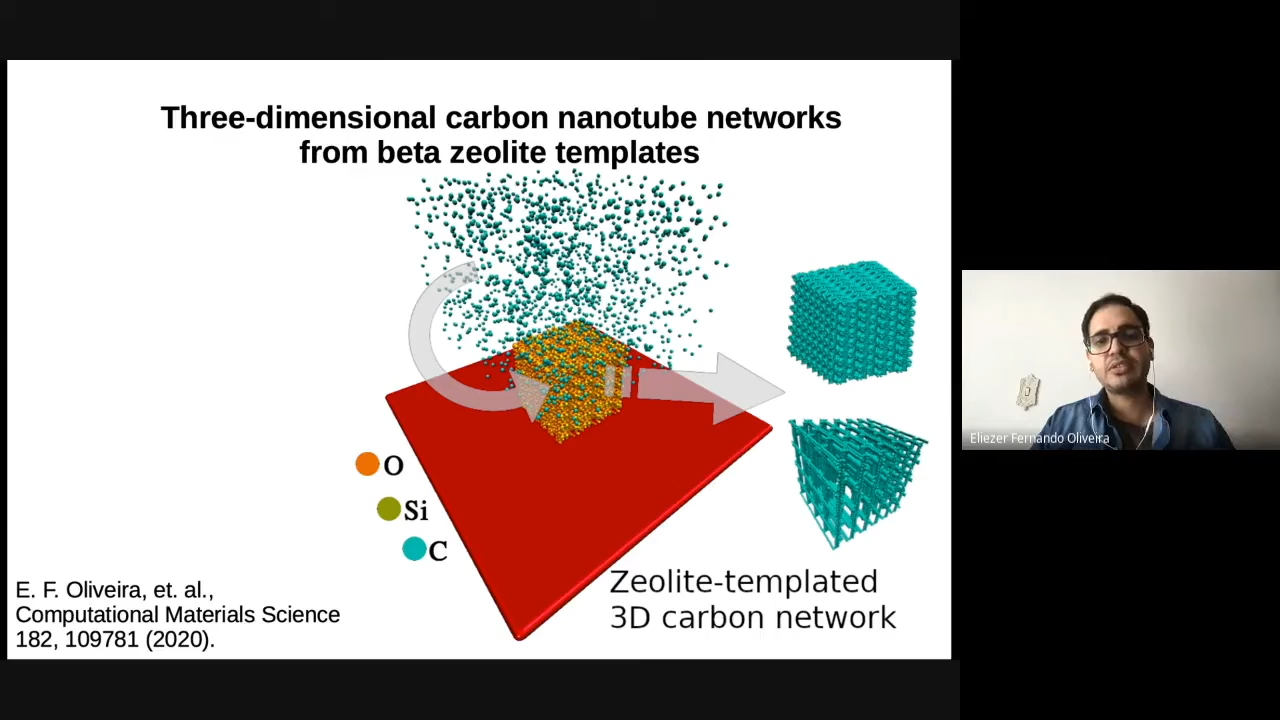 Three-dimensional carbon nanotube networks
from beta zeolite templates
O
Si
C
E. F. Oliveira, et. al.,
Computational Materials Science
182, 109781 (2020).
Zeolite-templated
3D carbon network
Eliezer Fernando Oliveira